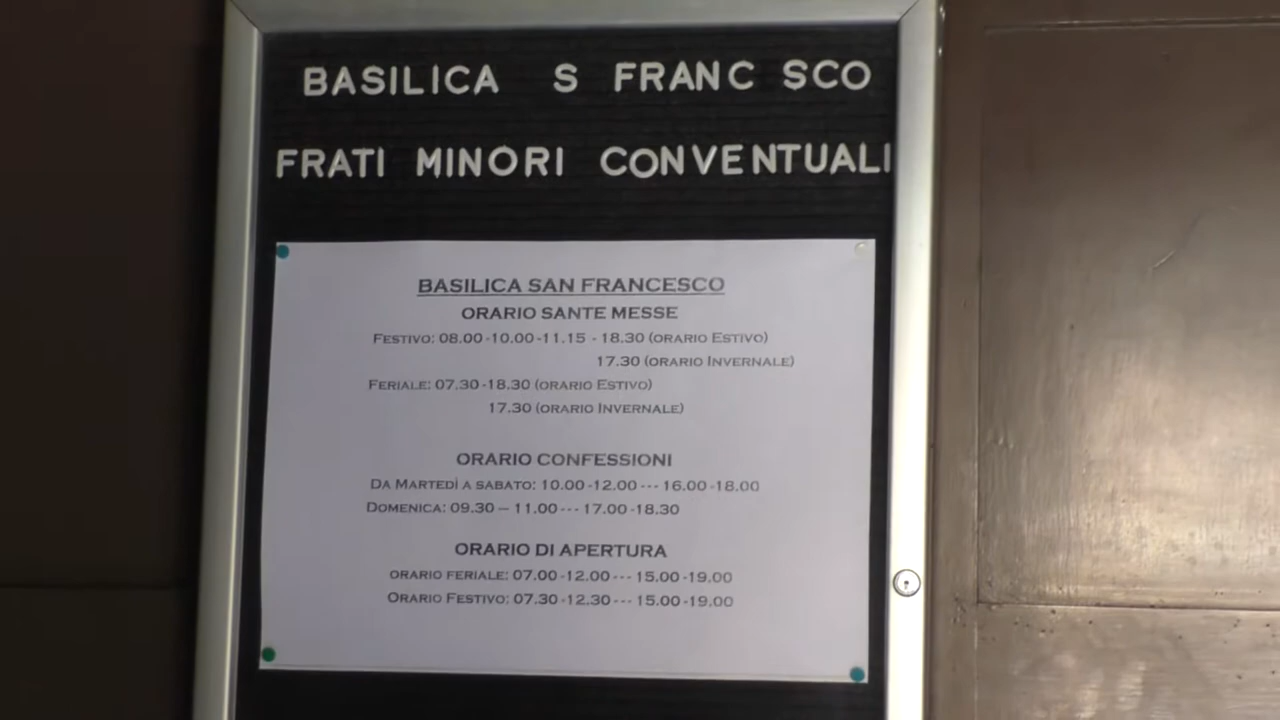 BASILICA S FRANC SCO
FRATI MINORI CONVENTUALI
BASILICA SAN FRANCESCO
ORARIO SANTE MESSE
FESTIVO: 08.00-10.00-11.15 - 18.30 (ORARIO ESTIVO)
17.30 (ORARIO INVERNALE)
FERIALE: 07.30-18.30 (ORARIO ESTIVO)
17.30 (ORARIO INVERNALE)
ORARIO CONFESSIONI
DA MARTEDÌ A SABATO: 10.00-12.00 --- 16.00-18.00
DOMENICA: 09.30 – 11.00 --- 17.00-18.30
ORARIO DI APERTURA
ORARIO FERIALE: 07.00-12.00 --- 15.00-19.00
ORARIO FESTIVO: 07.30-12.30 --- 15.00-19.00